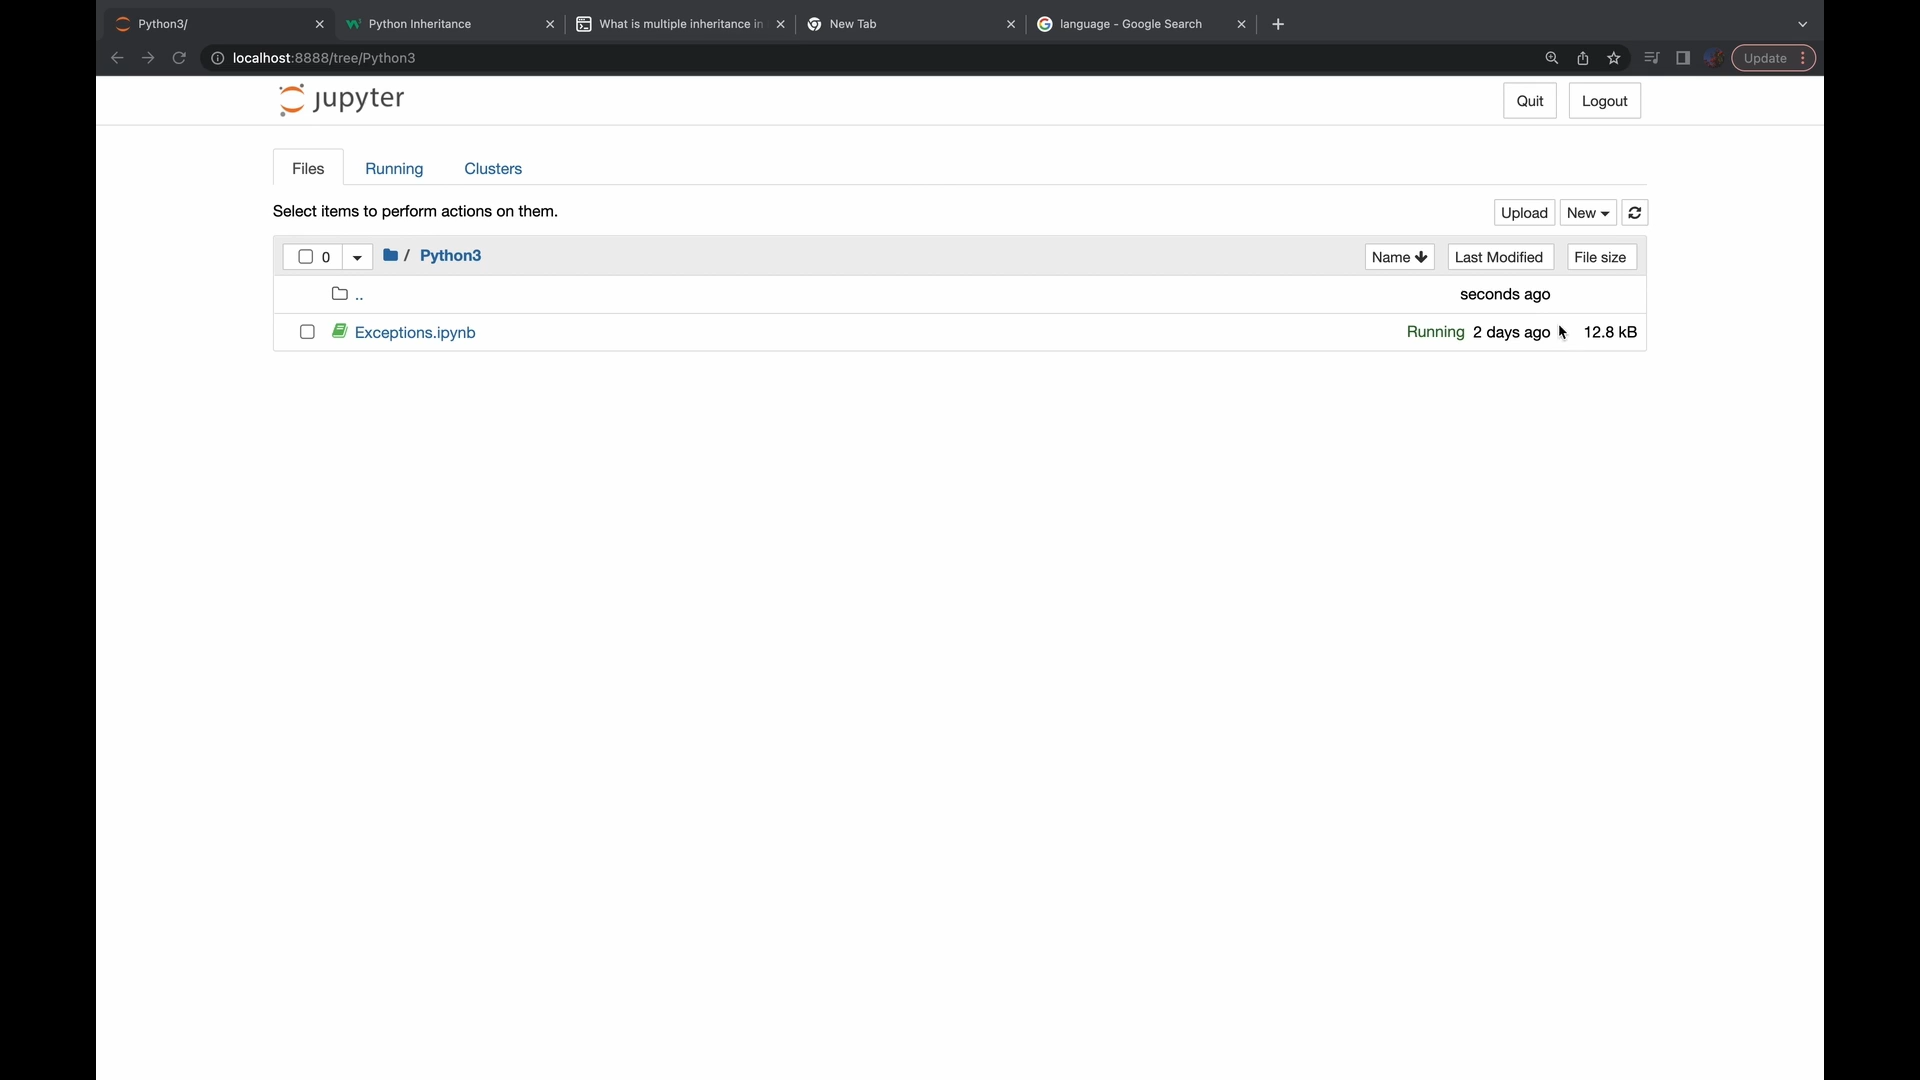 Python3/ Python Inheritance What is multiple inheritance in New Tab language - Google Search
localhost:8888/tree/Python3 Update
jupyter Quit Logout
Files Running Clusters
Select items to perform actions on them. Upload New
0 / Python3 Name Last Modified File size
.. seconds ago
Exceptions.ipynb Running 2 days ago 12.8 kB